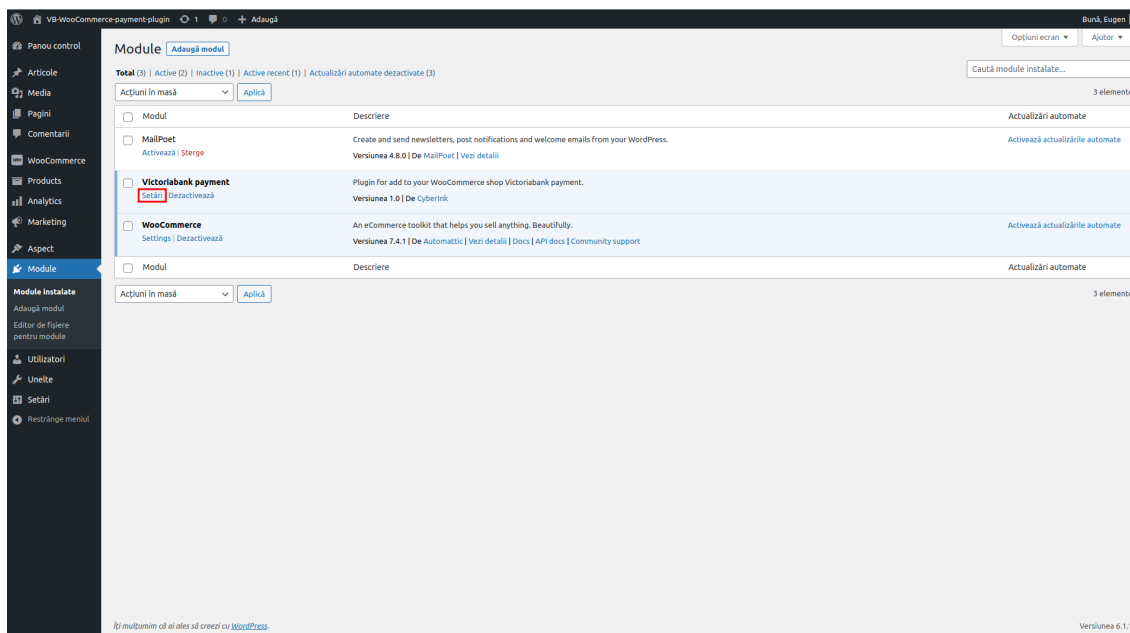 VB-WooCommerce-payment-plugin 1 0 Adaugă Bună, Eugen
Panou control
Articole
Media
Pagini
Comentarii
WooCommerce
Products
Analytics
Marketing
Aspect
Module
Module instalate
Adaugă modul
Editor de fișiere
pentru module
Utilizatori
Unelte
Setări
Restrânge meniul
Opțiuni ecran Ajutor
Module Adaugă modul
Total (3) | Active (2) | Inactive (1) | Active recent (1) | Actualizări automate dezactivate (3)
Caută module instalate...
Acțiuni în masă Aplică 3 elemente
Modul Descriere Actualizări automate
MailPoet Create and send newsletters, post notifications and welcome emails from your WordPress. Activează actualizările automate
Activează | Șterge Versiunea 4.8.0 | De MailPoet | Vezi detalii
Victoriabank payment Plugin for add to your WooCommerce shop Victoriabank payment.
Setări Dezactivează Versiunea 1.0 | De CyberInk
WooCommerce An eCommerce toolkit that helps you sell anything. Beautifully. Activează actualizările automate
Settings | Dezactivează Versiunea 7.4.1 | De Automattic | Vezi detalii | Docs | API docs | Community support
Modul Descriere Actualizări automate
Acțiuni în masă Aplică 3 elemente
Îți mulțumim că ai ales să creezi cu WordPress. Versiunea 6.1.